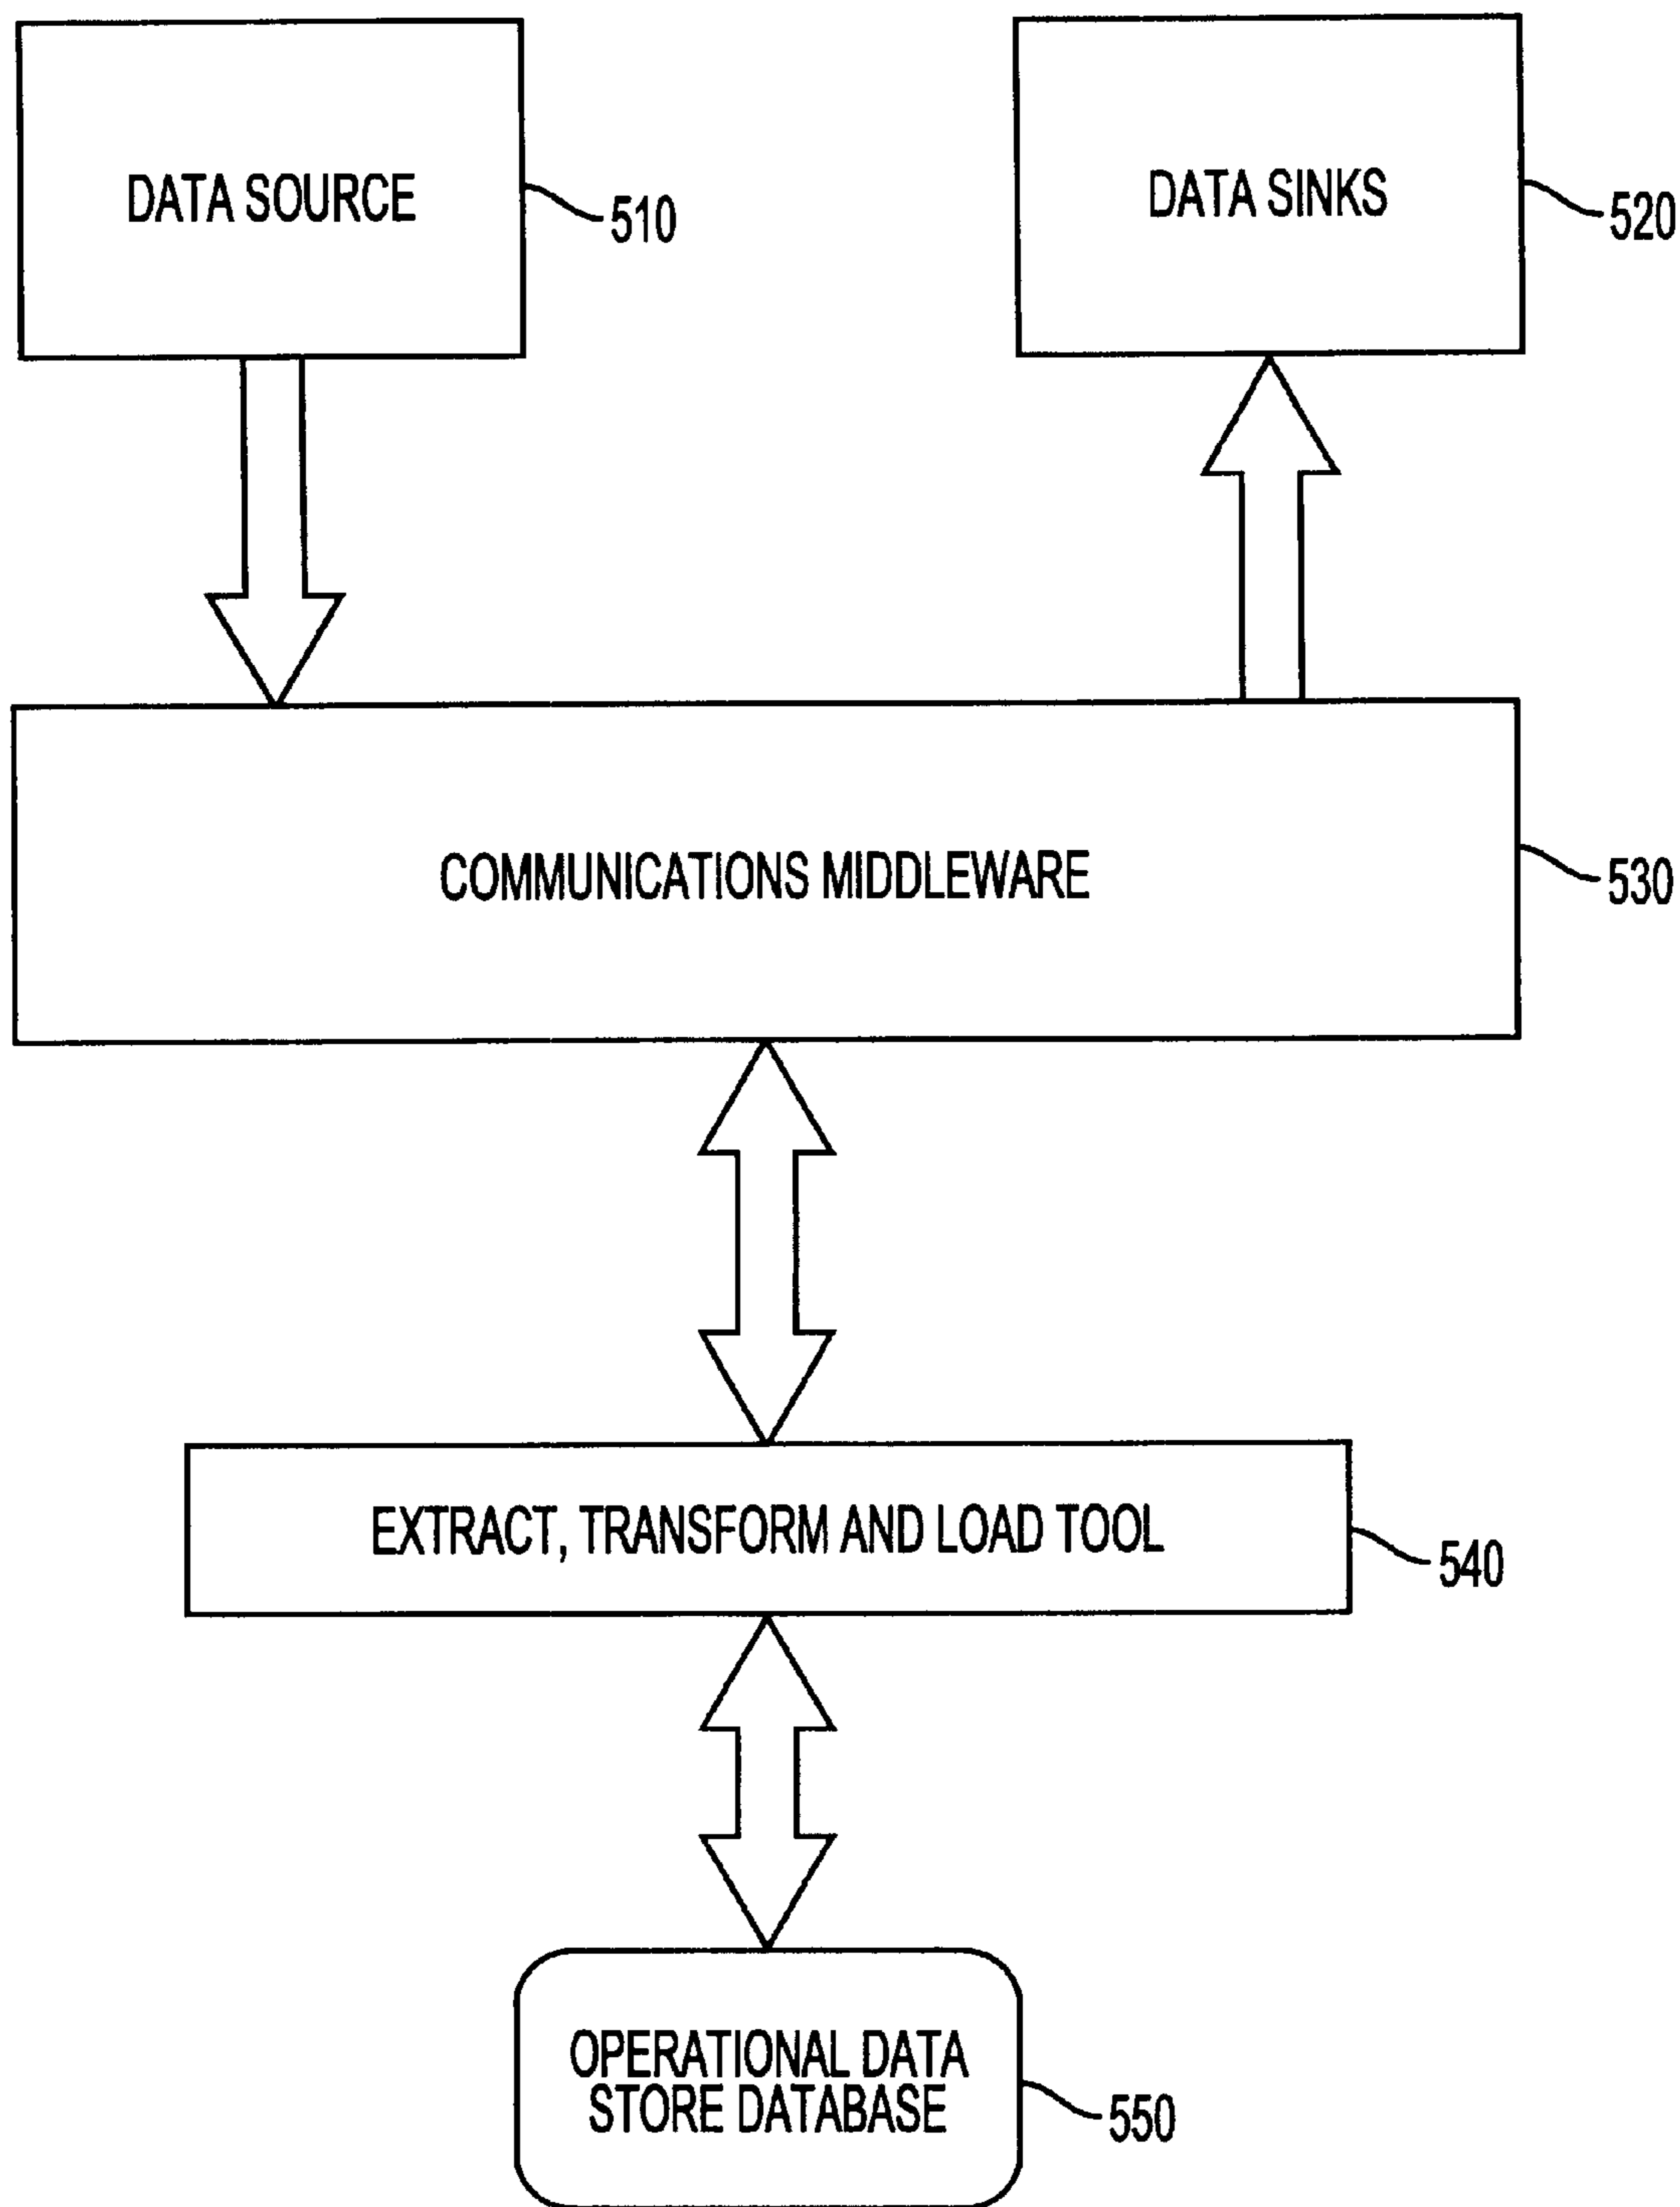 DATA SOURCE
510
DATA SINKS
520
COMMUNICATIONS MIDDLEWARE
530
EXTRACT, TRANSFORM AND LOAD TOOL
540
OPERATIONAL DATA
STORE DATABASE
550